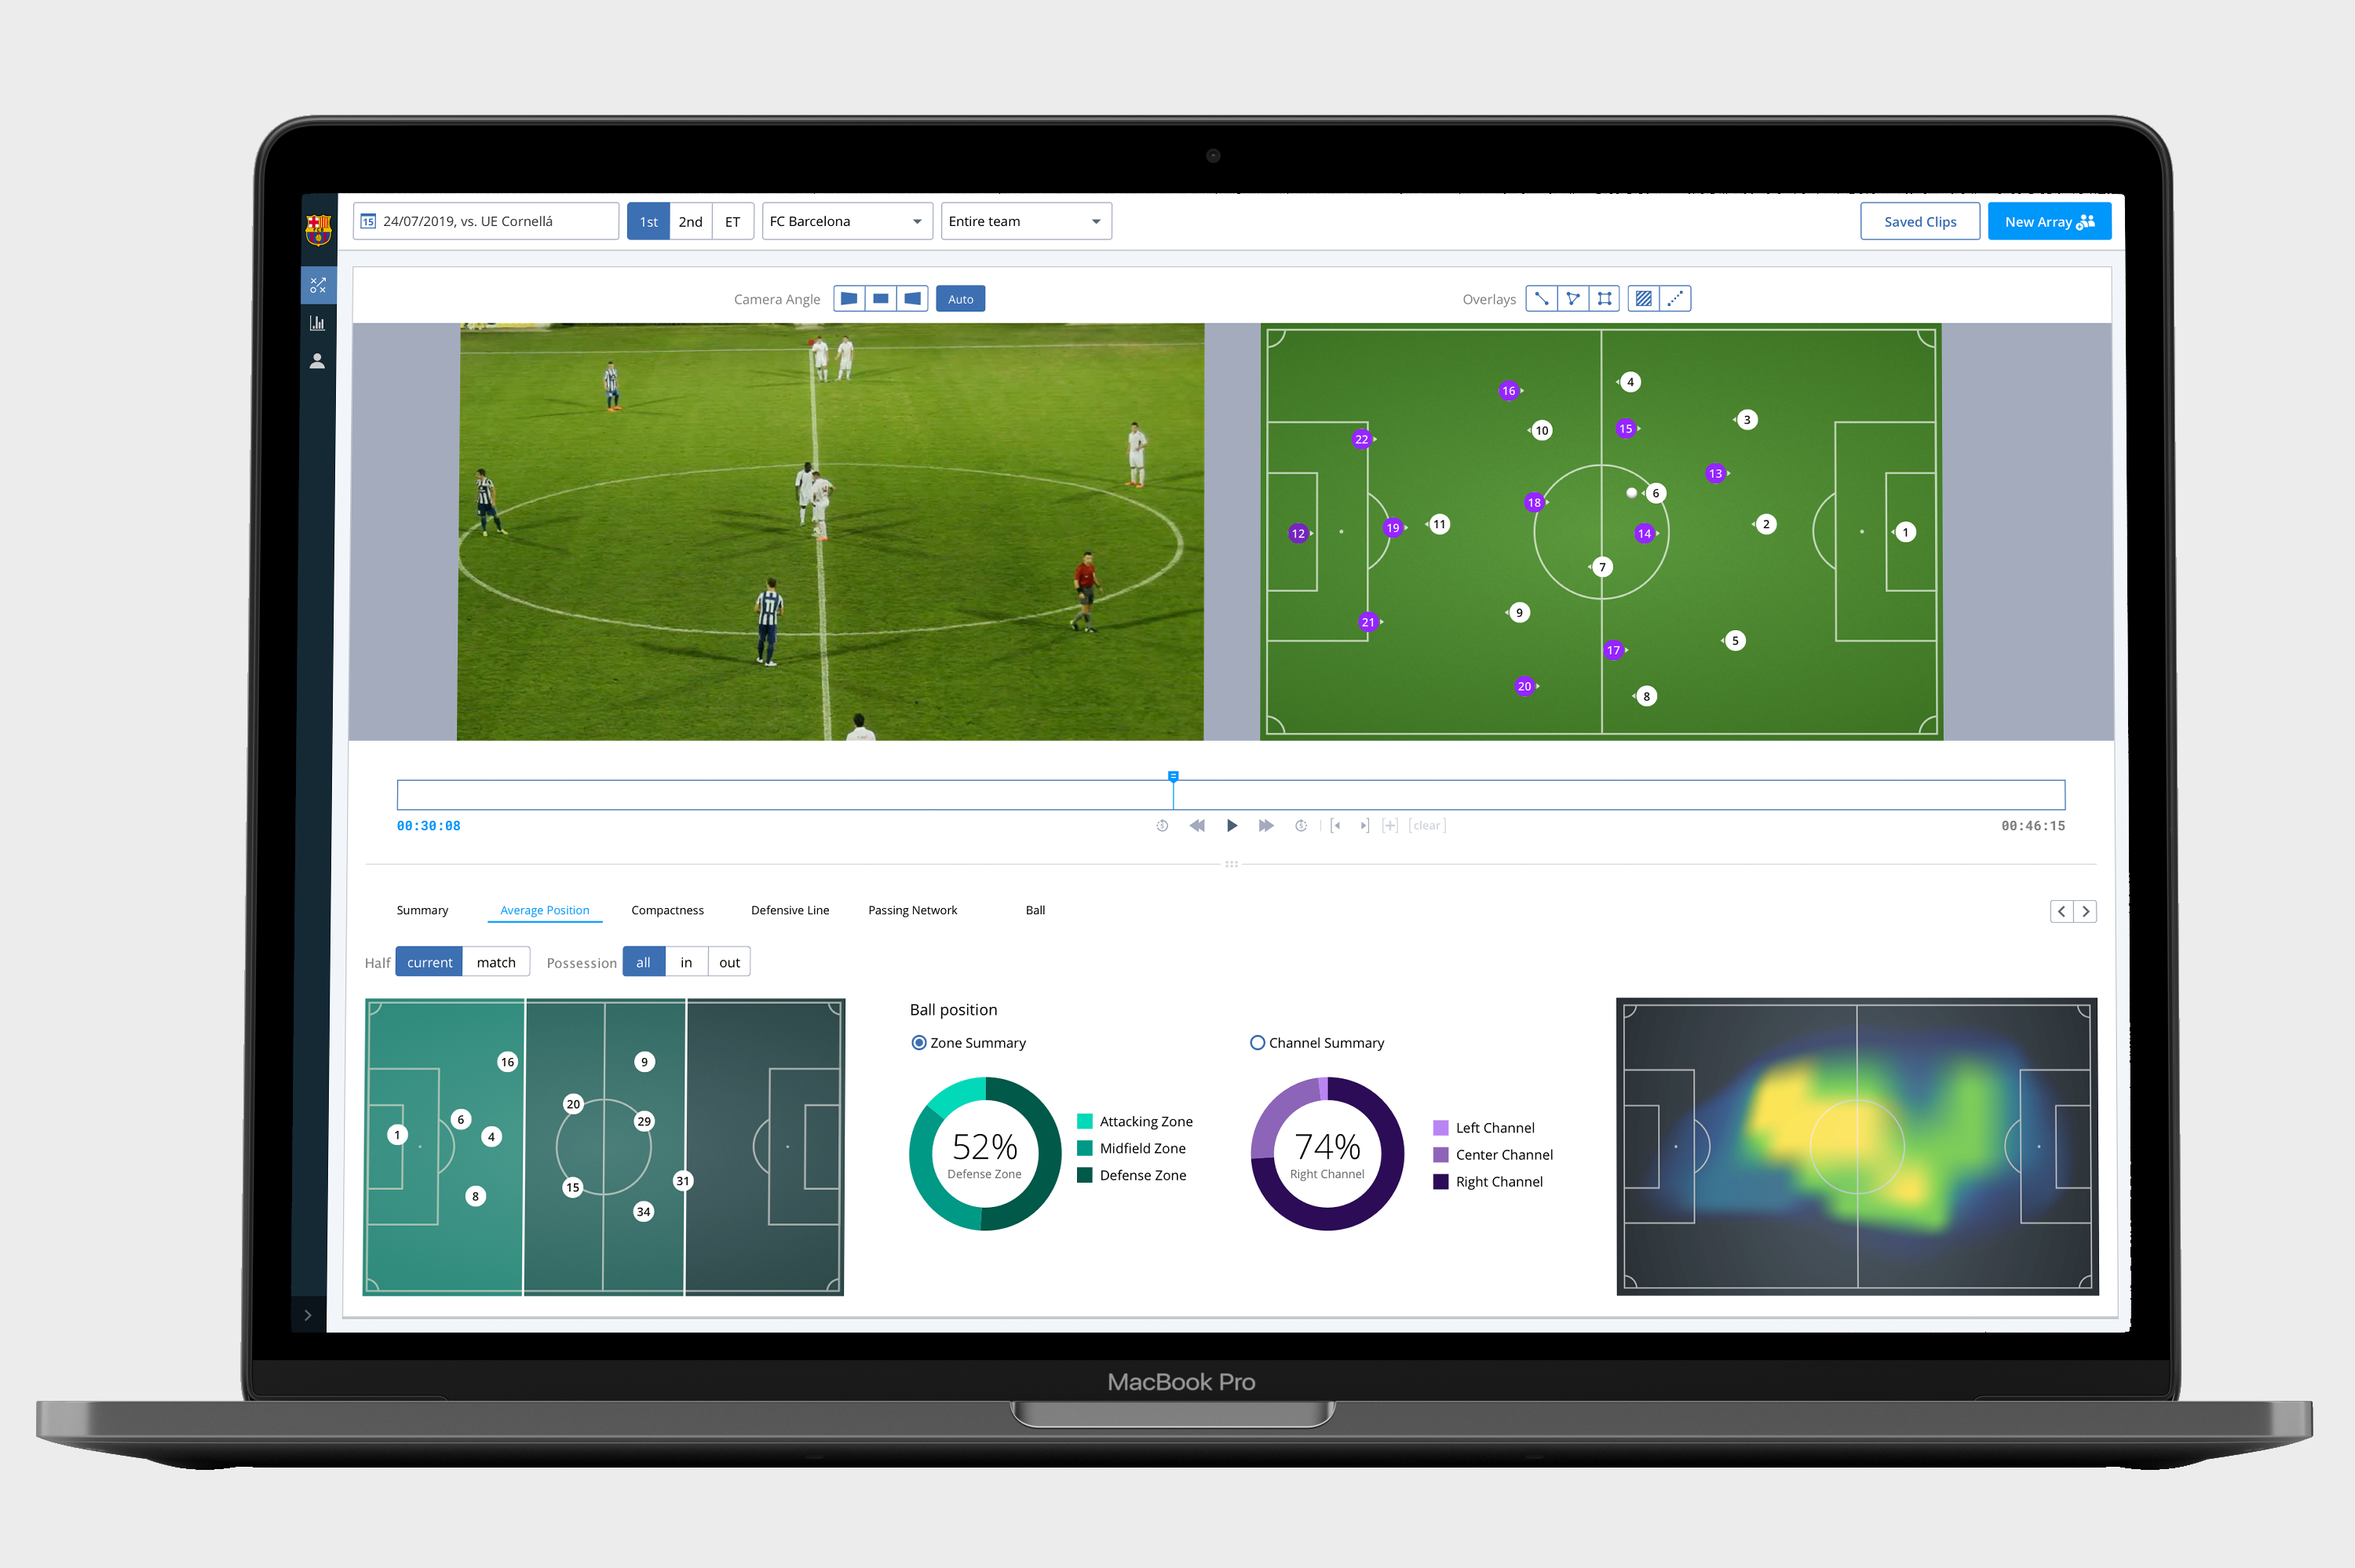 15 24/07/2019, vs. UE Cornellá 1st 2nd ET FC Barcelona Entire team Saved Clips New Array
Camera Angle Auto Overlays
16 4
10 15 3
22
13
18 6
12 19 11 14 2 1
7
9
21 5
17
20 8
11
00:30:08 5 5 [clear] 00:46:15
Summary Average Position Compactness Defensive Line Passing Network Ball
Half current match Possession all in out
16 9
20
6 29
1 4
15 31
8 34
Ball position
Zone Summary Channel Summary
52%
Defense Zone
Attacking Zone
Midfield Zone
Defense Zone
74%
Right Channel
Left Channel
Center Channel
Right Channel
MacBook Pro